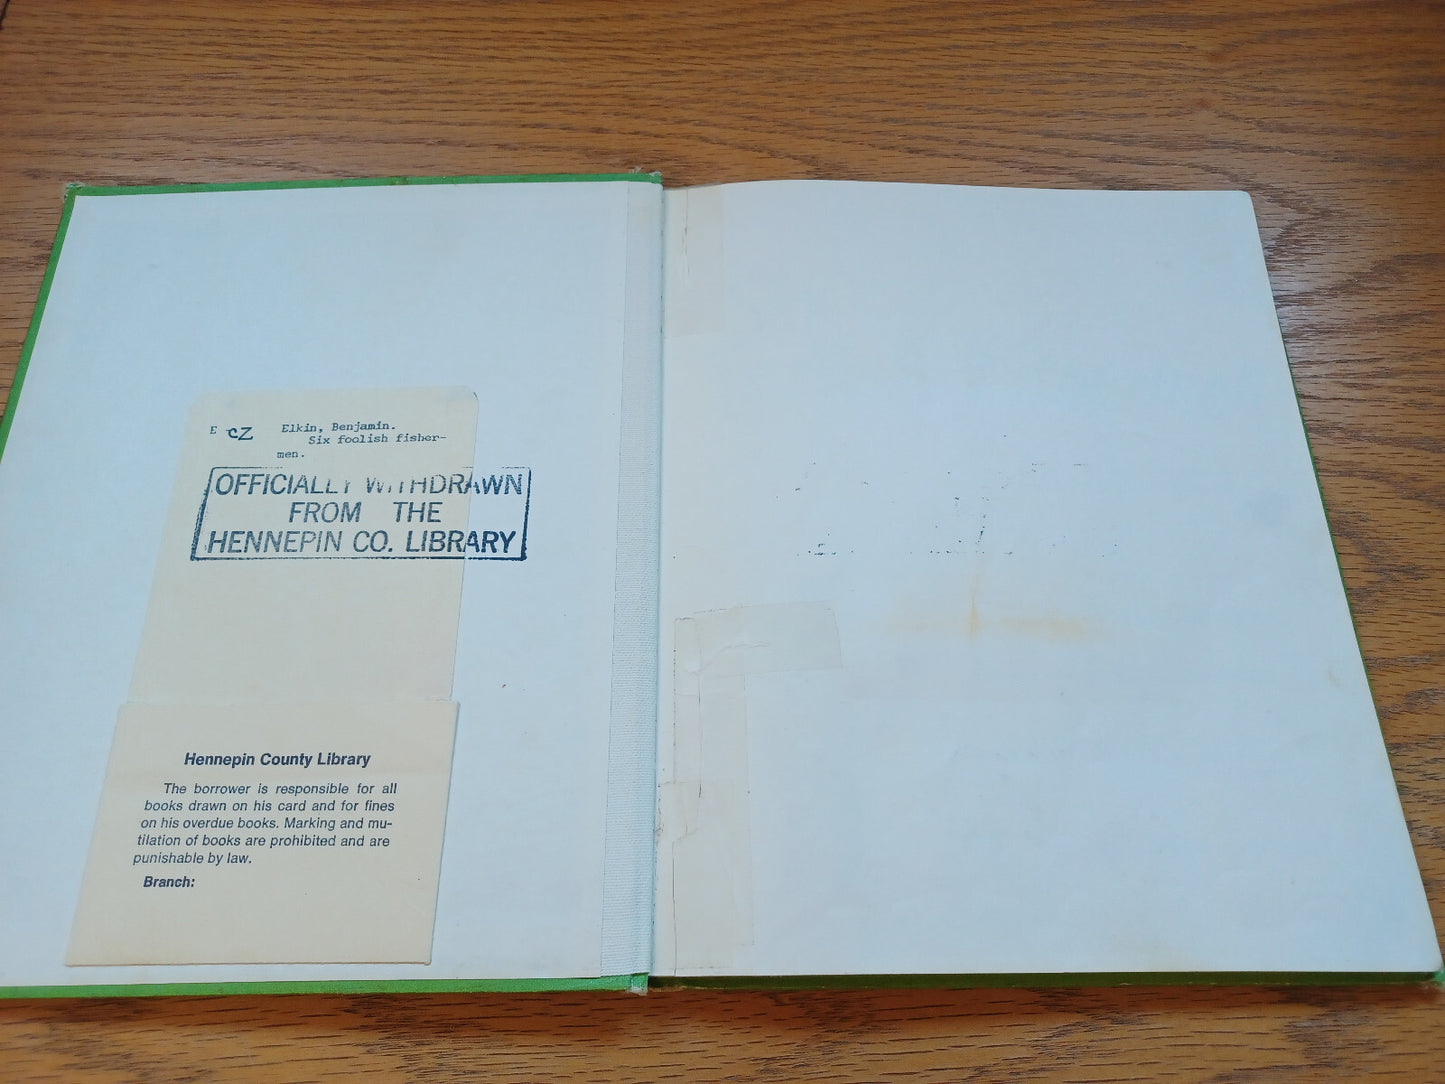 E cZ Elkin, Benjamin.
Six foolish fisher-
men.
OFFICIALLY WITHDRAWN
FROM THE
HENNEPIN CO. LIBRARY
Hennepin County Library
The borrower is responsible for all
books drawn on his card and for fines
on his overdue books. Marking and mu-
tilation of books are prohibited and are
punishable by law.
Branch: